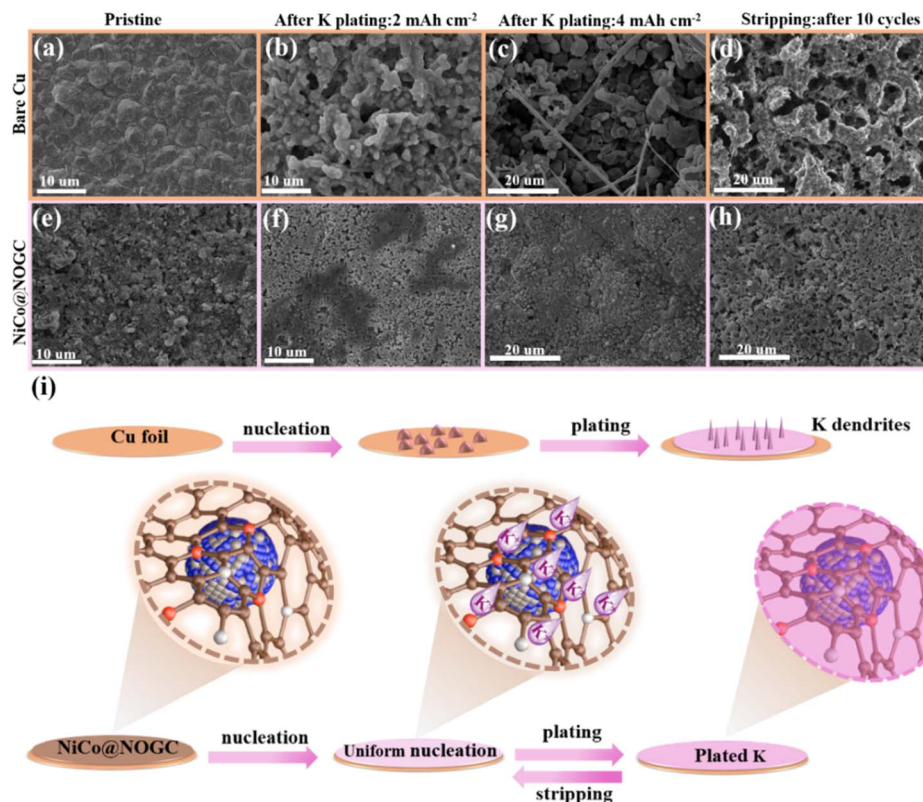 Pristine
After K plating:2 mAh cm⁻²
After K plating:4 mAh cm⁻²
Stripping:after 10 cycles
Bare Cu
(a)
10 um
(b)
10 um
(c)
20 um
(d)
20 um
NiCo@NOGC
(e)
10 um
(f)
10 um
(g)
20 um
(h)
20 um
(i)
Cu foil
nucleation
plating
K dendrites
NiCo@NOGC
nucleation
Uniform nucleation
plating
stripping
Plated K